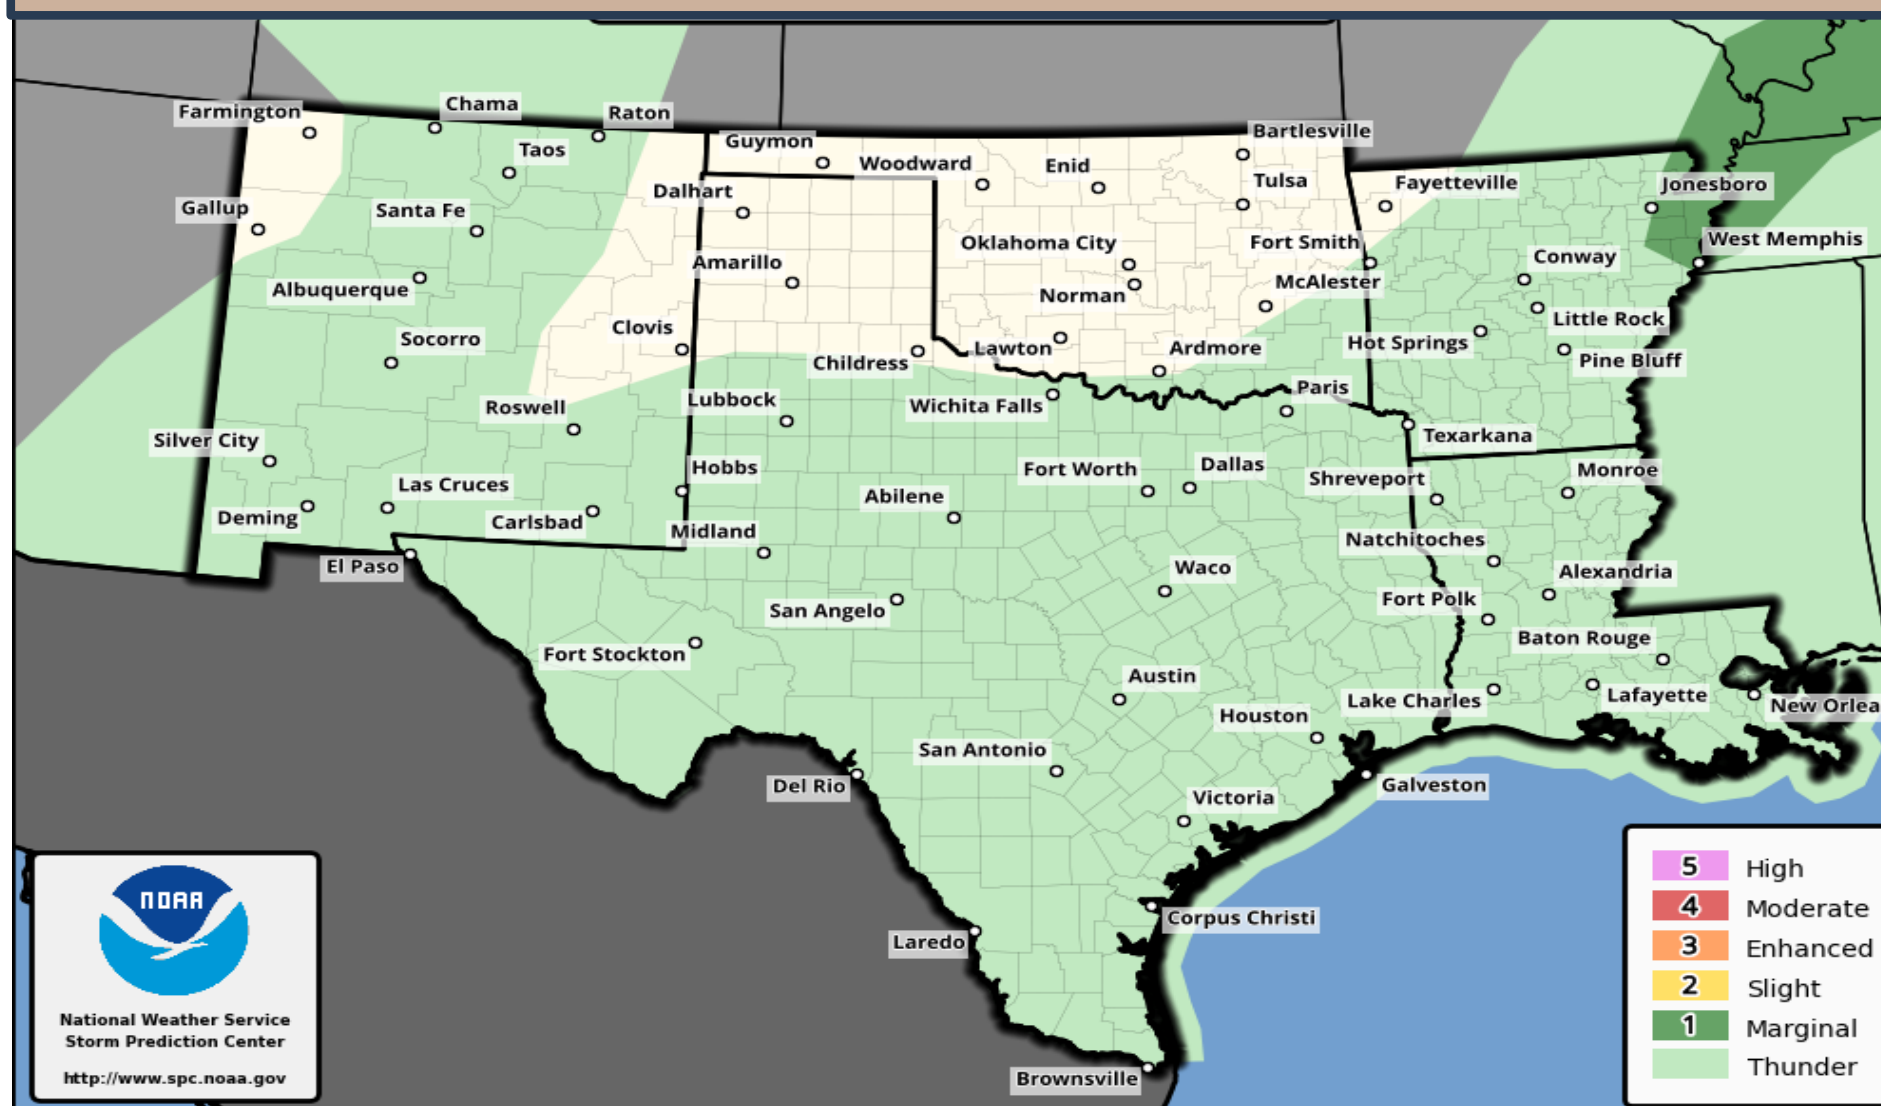 Farmington
Chama
Raton
Guymon
Bartlesville
Taos
Woodward
Enid
Tulsa
Fayetteville
Jonesboro
Dalhart
Gallup
Santa Fe
Oklahoma City
Fort Smith
West Memphis
Amarillo
Conway
Albuquerque
Norman
McAlester
Clovis
Little Rock
Socorro
Childress
Lawton
Ardmore
Hot Springs
Pine Bluff
Roswell
Lubbock
Wichita Falls
Paris
Silver City
Texarkana
Hobbs
Fort Worth
Dallas
Shreveport
Monroe
Las Cruces
Abilene
Deming
Carlsbad
Midland
Natchitoches
El Paso
Waco
Alexandria
San Angelo
Fort Polk
Fort Stockton
Baton Rouge
Austin
Lake Charles
Lafayette
New Orlea
Houston
San Antonio
Del Rio
Galveston
Victoria
Corpus Christi
Laredo
Brownsville
NOAA
National Weather Service
Storm Prediction Center
http://www.spc.noaa.gov
5 High
4 Moderate
3 Enhanced
2 Slight
1 Marginal
Thunder